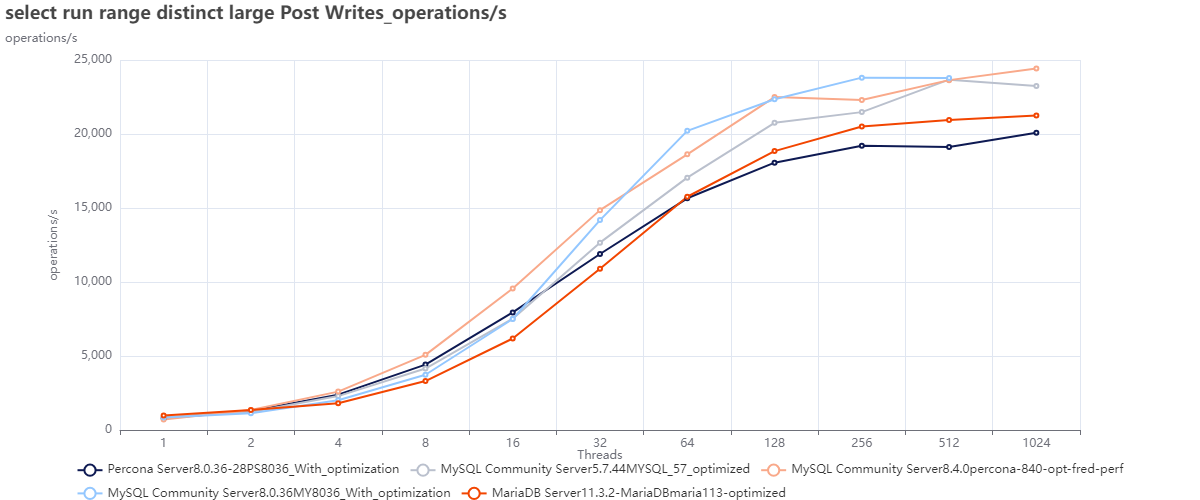 select run range distinct large Post Writes_operations/s
operations/s
25,000
20,000
15,000
10,000
5,000
0
operations/s
1 2 4 8 16 32 64 128 256 512 1024
Threads
Percona Server8.0.36-28PS8036_With_optimization MySQL Community Server5.7.44MYSQL_57_optimized MySQL Community Server8.4.0percona-840-opt-fred-perf
MySQL Community Server8.0.36MY8036_With_optimization MariaDB Server11.3.2-MariaDBmaria113-optimized